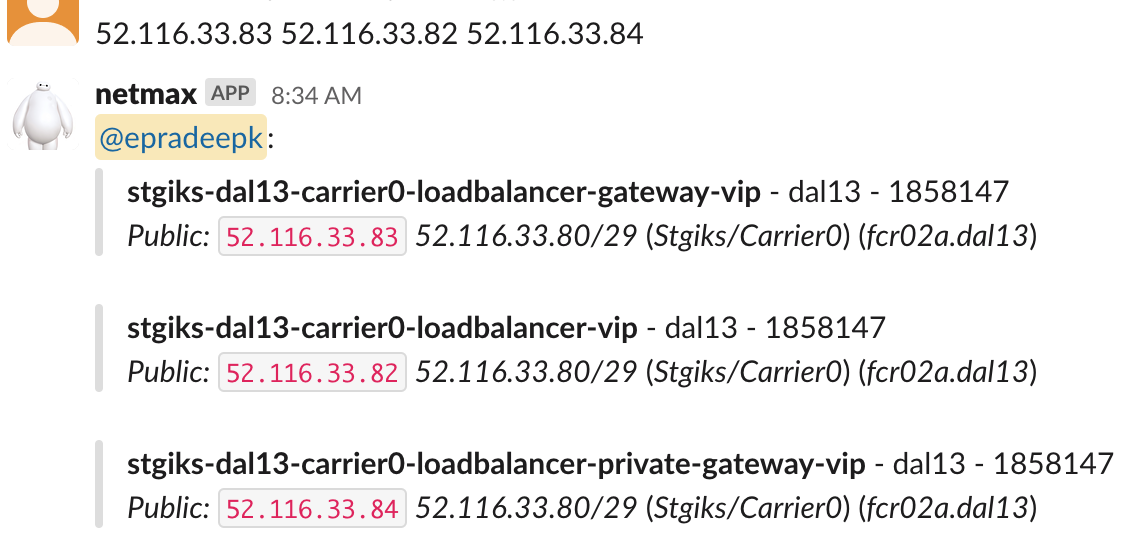 52.116.33.83 52.116.33.82 52.116.33.84
netmax APP 8:34 AM
@epradeepk:
stgiks-dal13-carrier0-loadbalancer-gateway-vip - dal13 - 1858147
Public: 52.116.33.83 52.116.33.80/29 (Stgiks/Carrier0) (fcr02a.dal13)
stgiks-dal13-carrier0-loadbalancer-vip - dal13 - 1858147
Public: 52.116.33.82 52.116.33.80/29 (Stgiks/Carrier0) (fcr02a.dal13)
stgiks-dal13-carrier0-loadbalancer-private-gateway-vip - dal13 - 1858147
Public: 52.116.33.84 52.116.33.80/29 (Stgiks/Carrier0) (fcr02a.dal13)